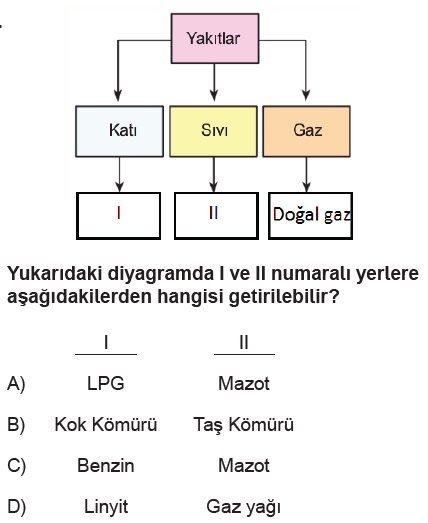 Yakıtlar
Katı Sıvı Gaz
I II Doğal gaz
Yukarıdaki diyagramda I ve II numaralı yerlere
aşağıdakilerden hangisi getirilebilir?
I II
A) LPG Mazot
B) Kok Kömürü Taş Kömürü
C) Benzin Mazot
D) Linyit Gaz yağı